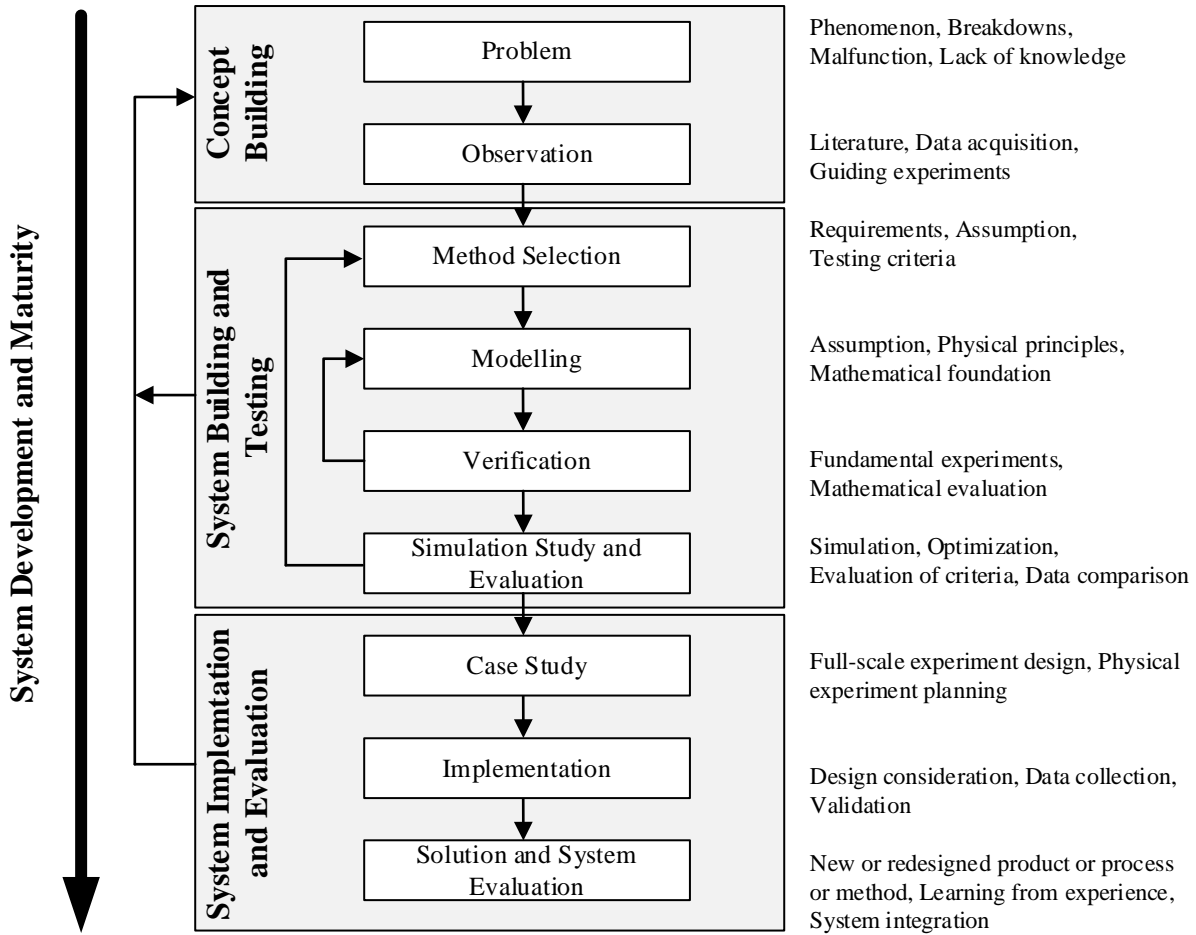 System Development and Maturity
Concept
Building
Problem
Phenomenon, Breakdowns,
Malfunction, Lack of knowledge
Observation
Literature, Data acquisition,
Guiding experiments
System Building and
Testing
Method Selection
Requirements, Assumption,
Testing criteria
Modelling
Assumption, Physical principles,
Mathematical foundation
Verification
Fundamental experiments,
Mathematical evaluation
Simulation Study and
Evaluation
Simulation, Optimization,
Evaluation of criteria, Data comparison
System Implemtation
and Evaluation
Case Study
Full-scale experiment design, Physical
experiment planning
Implementation
Design consideration, Data collection,
Validation
Solution and System
Evaluation
New or redesigned product or process
or method, Learning from experience,
System integration